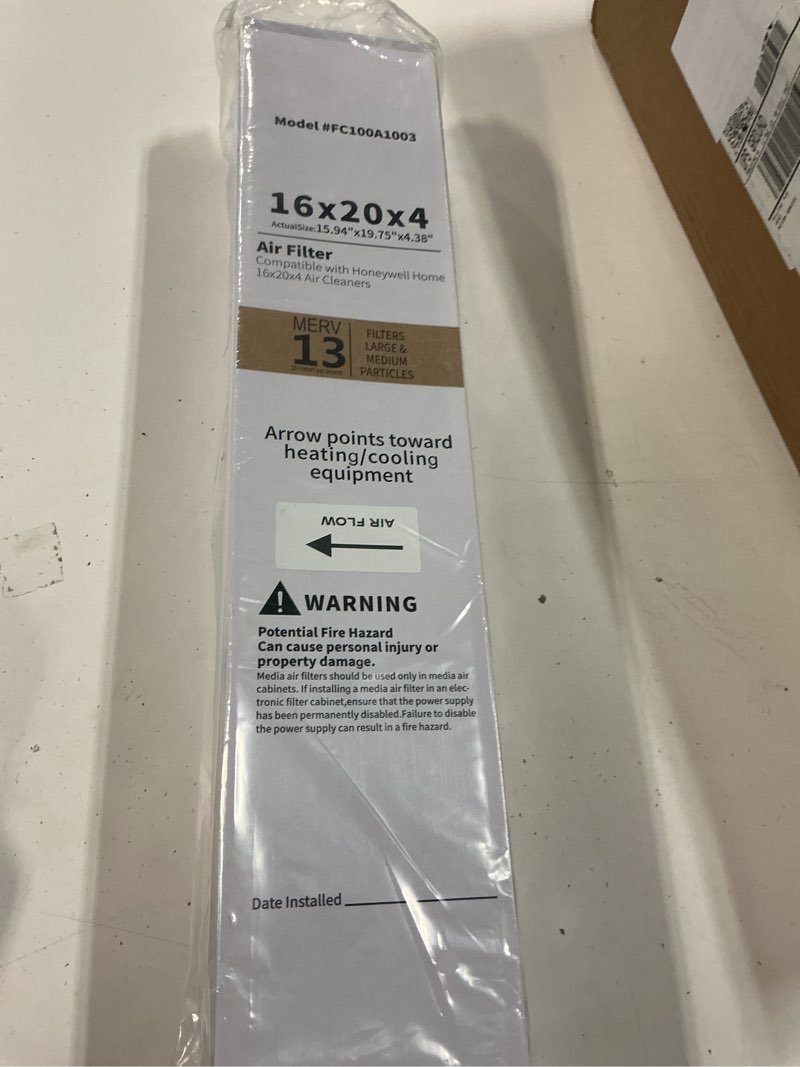 Model #FC100A1003
16x20x4
ActualSize:15.94"x19.75"x4.38"
Air Filter
Compatible with Honeywell Home
16x20x4 Air Cleaners
MERV
13
FILTERS
LARGE &
MEDIUM
PARTICLES
Arrow points toward
heating/cooling
equipment
AIR FLOW
WARNING
Potential Fire Hazard
Can cause personal injury or
property damage.
Media air filters should be used only in media air
cabinets. If installing a media air filter in an elec-
tronic filter cabinet,ensure that the power supply
has been permanently disabled.Failure to disable
the power supply can result in a fire hazard.
Date Installed